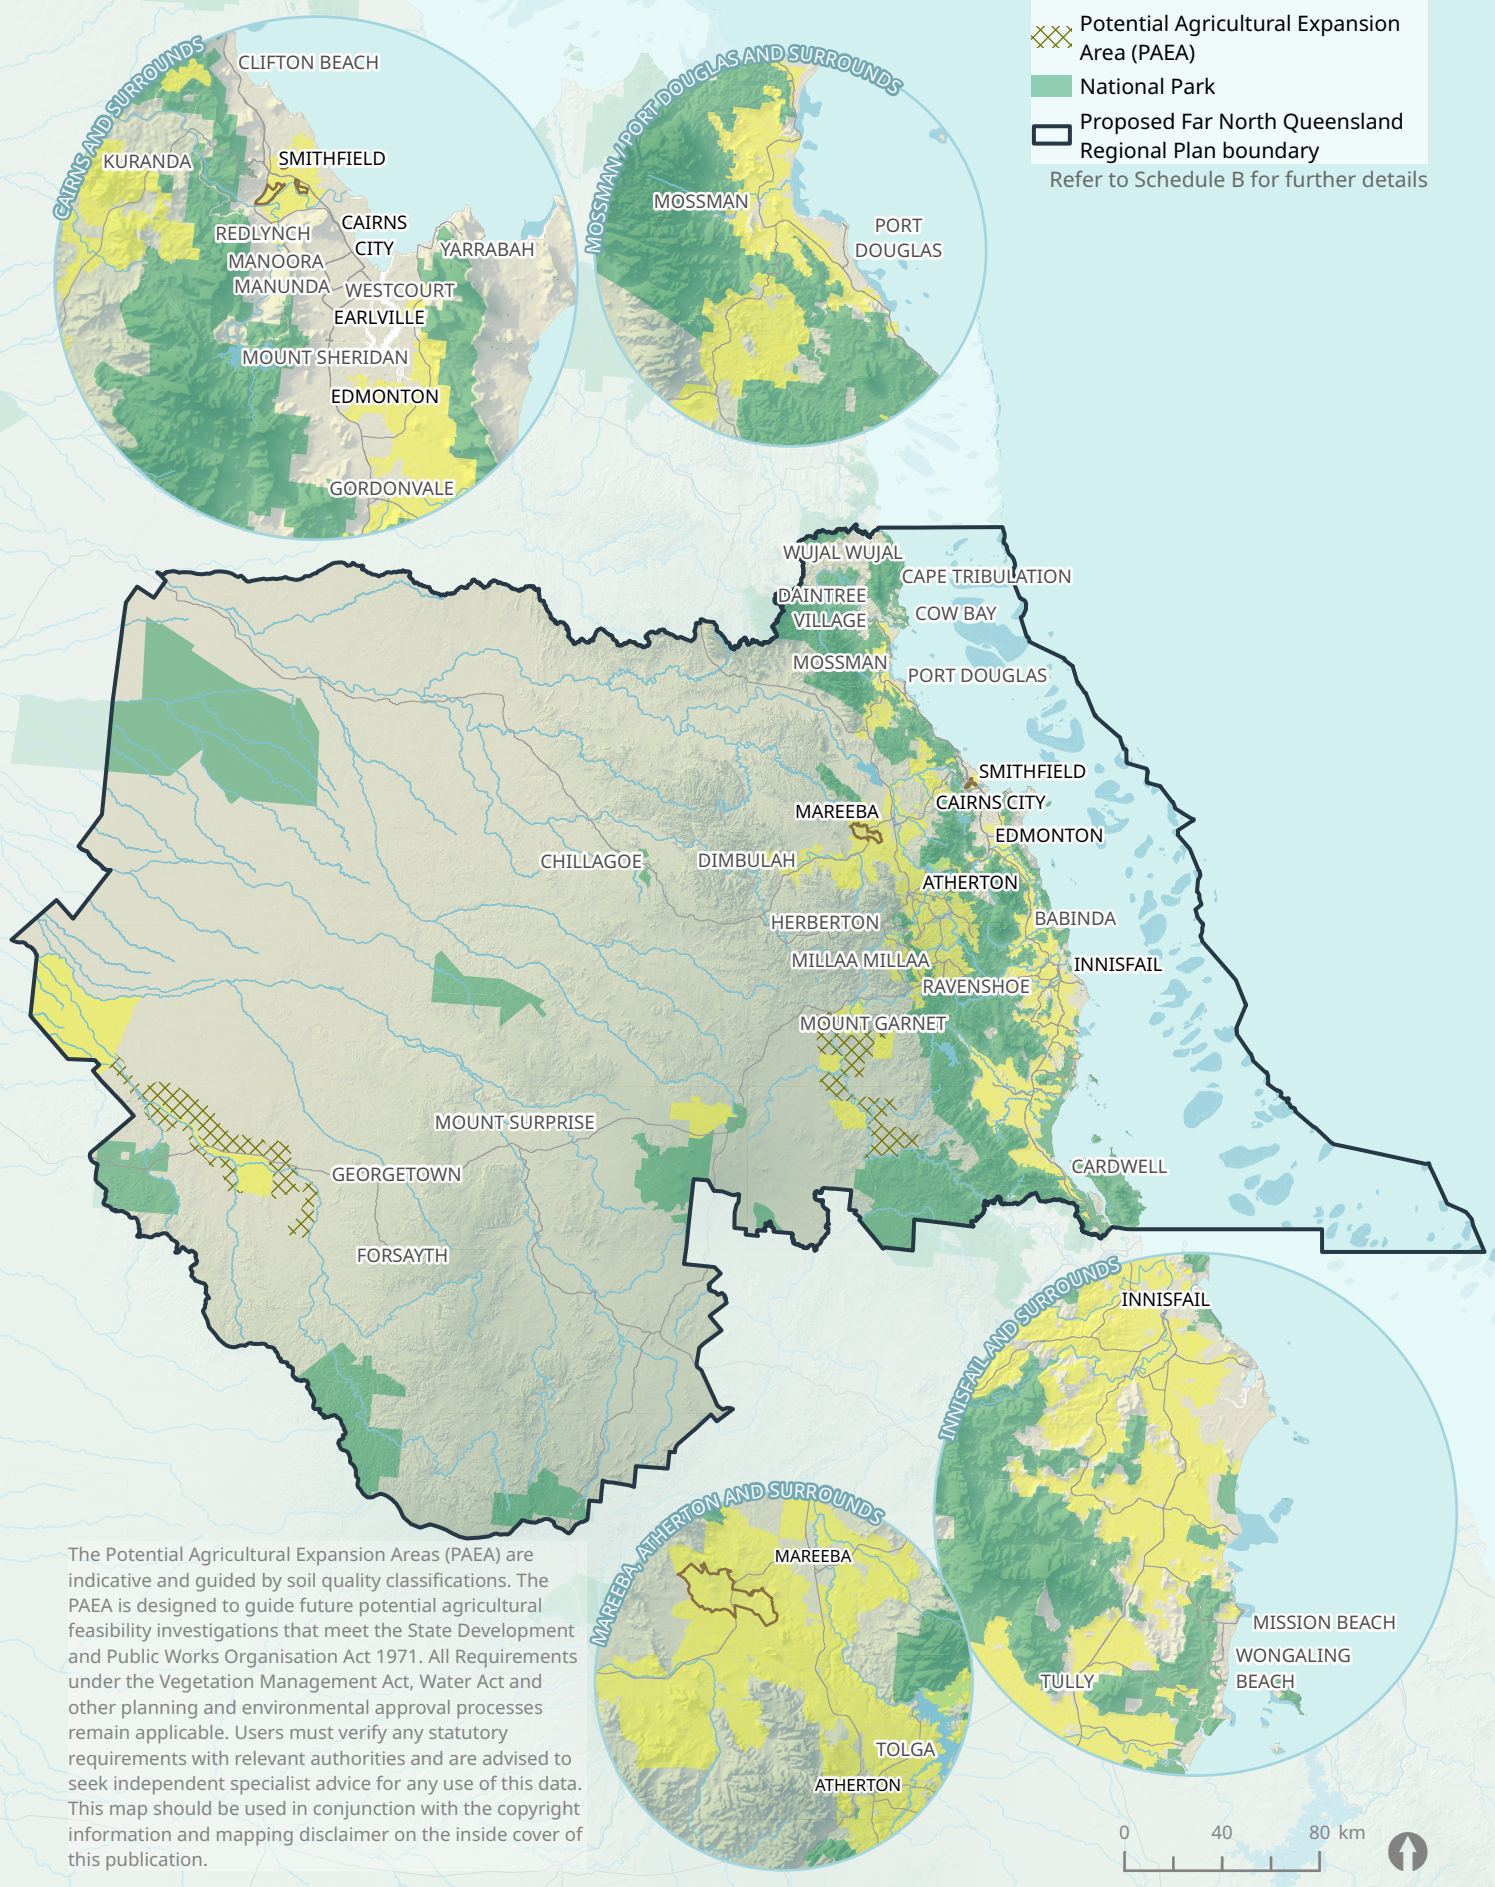 Potential Agricultural Expansion
Area (PAEA)
National Park
Proposed Far North Queensland
Regional Plan boundary
Refer to Schedule B for further details
CAIRNS AND SURROUNDS
CLIFTON BEACH
KURANDA
SMITHFIELD
CAIRNS
CITY
REDLYNCH
YARRABAH
MANOORA
MANUNDA
WESTCOURT
EARLVILLE
MOUNT SHERIDAN
EDMONTON
GORDONVALE
MOSSMAN / PORT DOUGLAS AND SURROUNDS
MOSSMAN
PORT
DOUGLAS
WUJAL WUJAL
CAPE TRIBULATION
DAINTREE
VILLAGE
COW BAY
MOSSMAN
PORT DOUGLAS
SMITHFIELD
CAIRNS CITY
MAREEBA
EDMONTON
CHILLAGOE
DIMBULAH
ATHERTON
HERBERTON
BABINDA
MILLAA MILLAA
INNISFAIL
RAVENSHOE
MOUNT GARNET
MOUNT SURPRISE
GEORGETOWN
CARDWELL
FORSAYTH
INNISFAIL AND SURROUNDS
INNISFAIL
MISSION BEACH
WONGALING
BEACH
TULLY
MAREEBA, ATHERTON AND SURROUNDS
MAREEBA
TOLGA
ATHERTON
The Potential Agricultural Expansion Areas (PAEA) are
indicative and guided by soil quality classifications. The
PAEA is designed to guide future potential agricultural
feasibility investigations that meet the State Development
and Public Works Organisation Act 1971. All Requirements
under the Vegetation Management Act, Water Act and
other planning and environmental approval processes
remain applicable. Users must verify any statutory
requirements with relevant authorities and are advised to
seek independent specialist advice for any use of this data.
This map should be used in conjunction with the copyright
information and mapping disclaimer on the inside cover of
this publication.
0 40 80 km